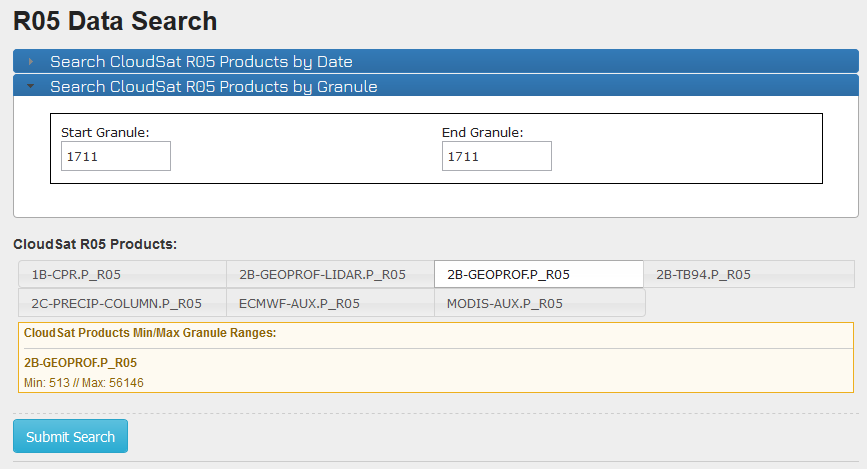 R05 Data Search
Search CloudSat R05 Products by Date
Search CloudSat R05 Products by Granule
Start Granule: End Granule:
1711 1711
CloudSat R05 Products:
1B-CPR.P_R05 2B-GEOPROF-LIDAR.P_R05 2B-GEOPROF.P_R05 2B-TB94.P_R05
2C-PRECIP-COLUMN.P_R05 ECMWF-AUX.P_R05 MODIS-AUX.P_R05
CloudSat Products Min/Max Granule Ranges:
2B-GEOPROF.P_R05
Min: 513 // Max: 56146
Submit Search